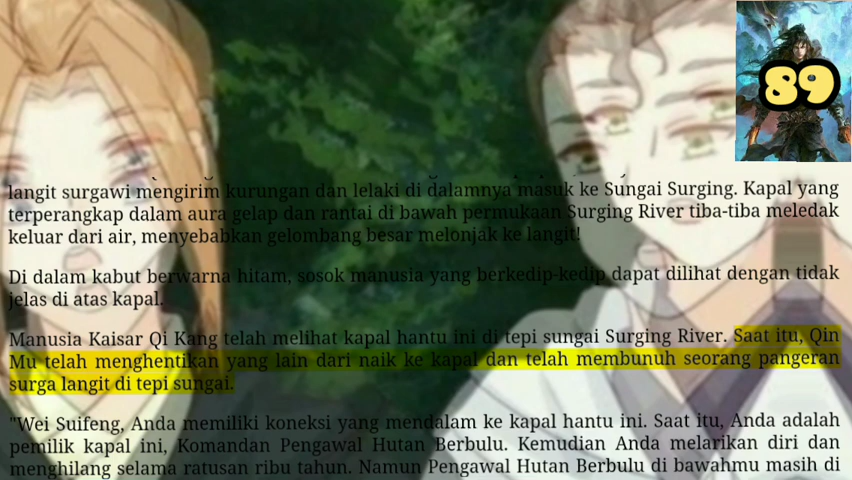 89
langit surgawi mengirim kurungan dan lelaki di dalamnya masuk ke Sungai Surging. Kapal yang
terperangkap dalam aura gelap dan rantai di bawah permukaan Surging River tiba-tiba meledak
keluar dari air, menyebabkan gelombang besar melonjak ke langit!
Di dalam kabut berwarna hitam, sosok manusia yang berkedip-kedip dapat dilihat dengan tidak
jelas di atas kapal.
Manusia Kaisar Qi Kang telah melihat kapal hantu ini di tepi sungai Surging River. Saat itu, Qin
Mu telah menghentikan yang lain dari naik ke kapal dan telah membunuh seorang pangeran
surga langit di tepi sungai.
"Wei Suifeng, Anda memiliki koneksi yang mendalam ke kapal hantu ini. Saat itu, Anda adalah
pemilik kapal ini, Komandan Pengawal Hutan Berbulu. Kemudian Anda melarikan diri dan
menghilang selama ratusan ribu tahun. Namun Pengawal Hutan Berbulu di bawahmu masih di